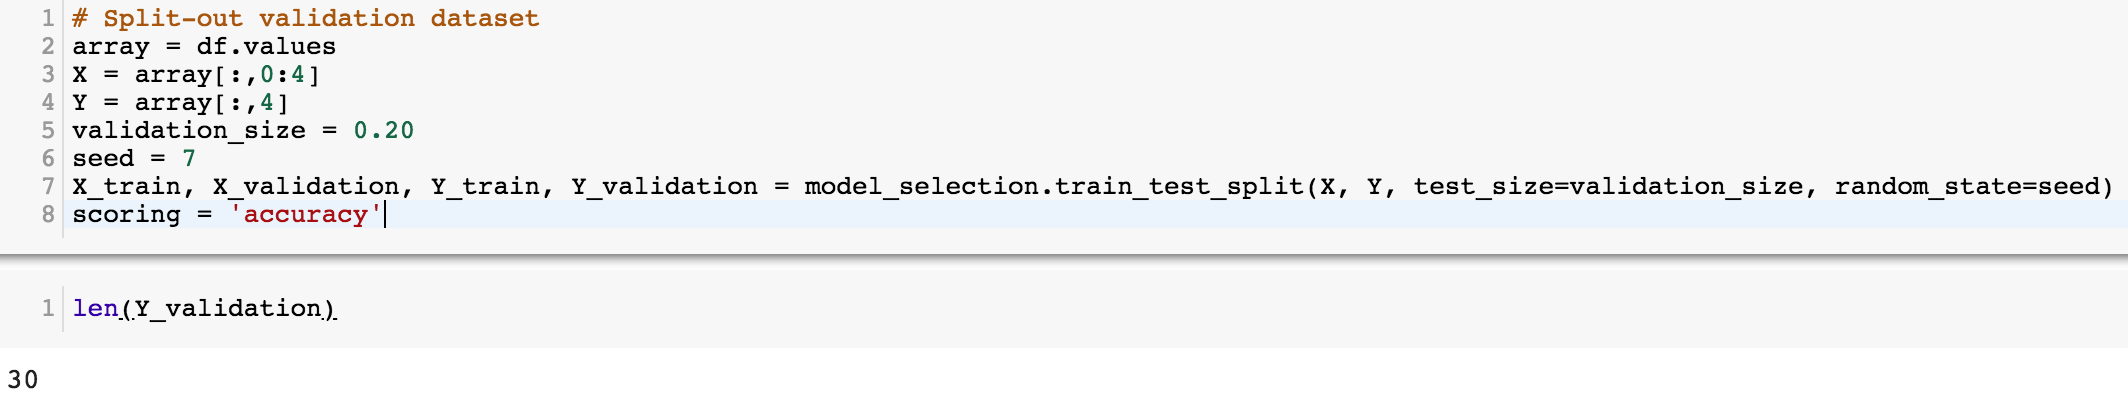 1 # Split-out validation dataset
2 array = df.values
3 X = array[:,0:4]
4 Y = array[:,4]
5 validation_size = 0.20
6 seed = 7
7 X_train, X_validation, Y_train, Y_validation = model_selection.train_test_split(X, Y, test_size=validation_size, random_state=seed)
8 scoring = 'accuracy'
1 len(Y_validation)
30